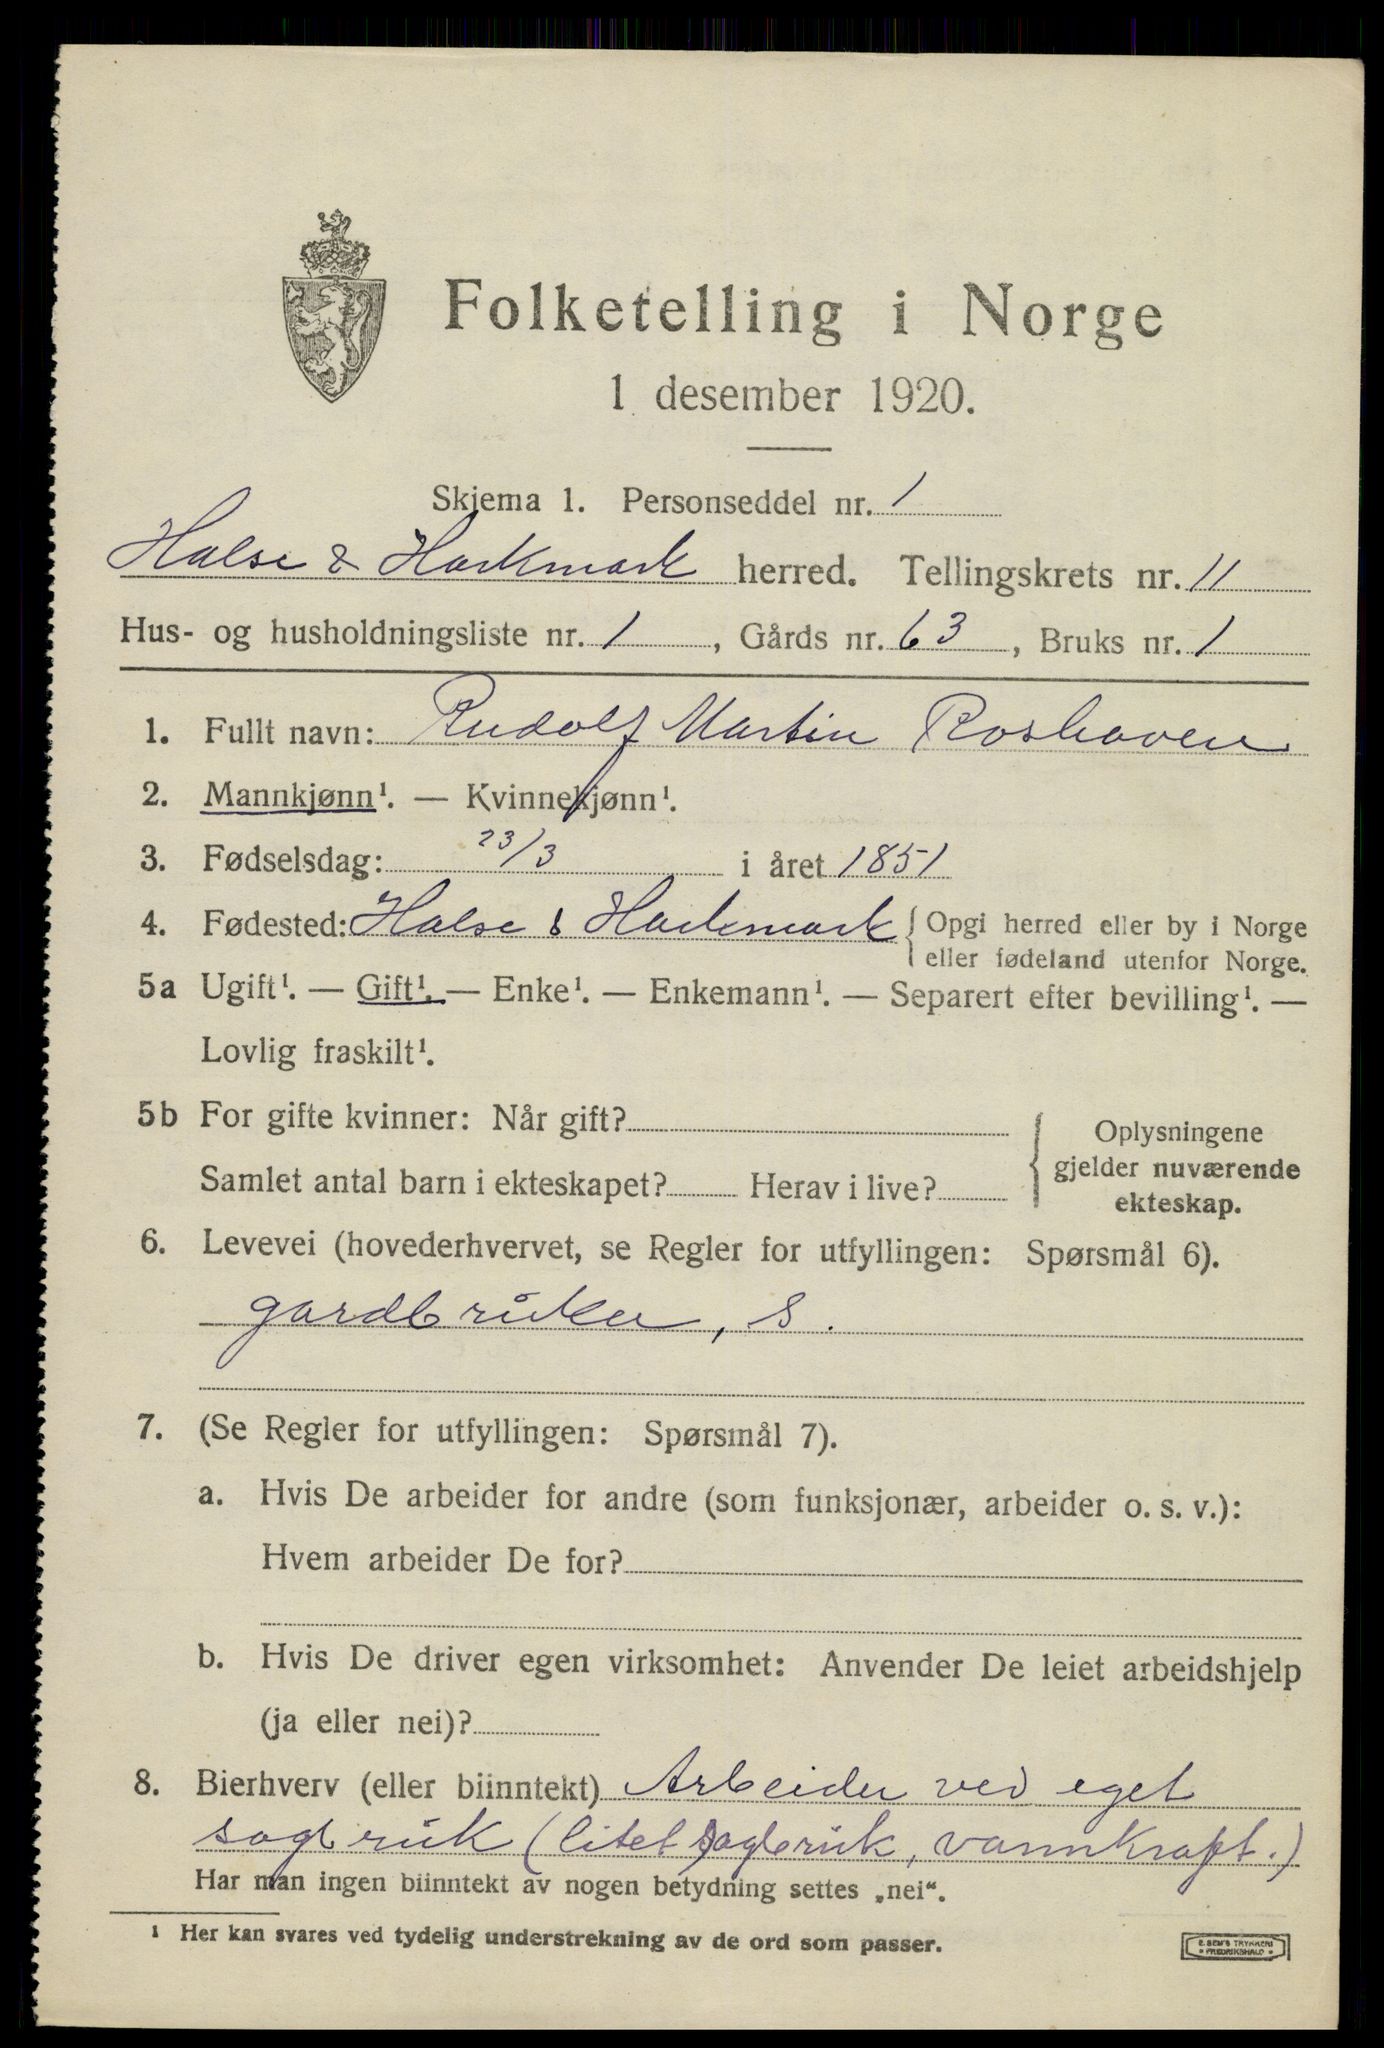 Folketelling i Norge
1 desember 1920.
Skjema 1. Personseddel nr. 1
Halse & Harkmark herred. Tellingskrets nr. 11
Hus- og husholdningsliste nr. 1, Gårds nr. 63, Bruks nr. 1
1. Fullt navn: Rudolf Martin Roshaven
2. Mannkjønn¹. — Kvinnekjønn¹.
3. Fødselsdag: 23/3 i året 1851
4. Fødested: Halse & Harkmark { Opgi herred eller by i Norge
eller fødeland utenfor Norge.
5a Ugift¹. — Gift¹. — Enke¹. — Enkemann¹. — Separert efter bevilling¹. —
Lovlig fraskilt¹.
5b For gifte kvinner: Når gift?
Samlet antal barn i ekteskapet? Herav i live?
Oplysningene
gjelder nuværende
ekteskap.
6. Levevei (hovederhvervet, se Regler for utfyllingen: Spørsmål 6).
gardbruker, S.
7. (Se Regler for utfyllingen: Spørsmål 7).
a. Hvis De arbeider for andre (som funksjonær, arbeider o. s. v.):
Hvem arbeider De for?
b. Hvis De driver egen virksomhet: Anvender De leiet arbeidshjelp
(ja eller nei)?
8. Bierhverv (eller biinntekt) Arbeider ved eget
sagbruk (litet sagbruk, vannkraft.)
Har man ingen biinntekt av nogen betydning settes „nei“.
¹ Her kan svares ved tydelig understrekning av de ord som passer.
E. SEM'S TRYKKERI
FREDRIKSHALD